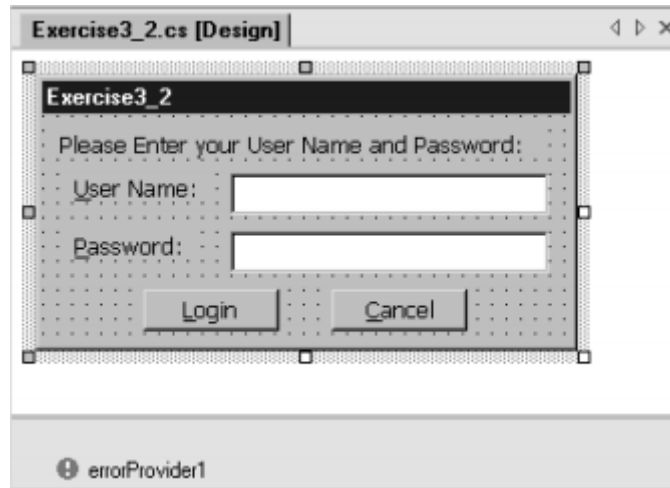 Exercise3_2.cs [Design]
Exercise3_2
Please Enter your User Name and Password:
User Name:
Password:
Login Cancel
errorProvider1